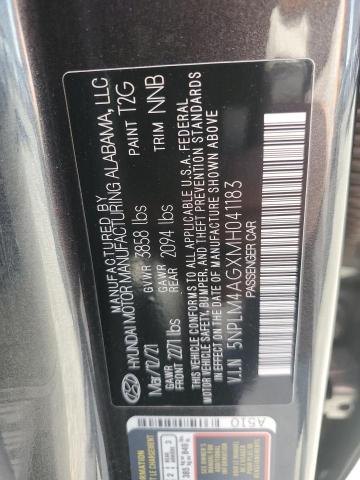 MANUFACTURED BY
HYUNDAI MOTOR MANUFACTURING ALABAMA, LLC
PAINT T2G
TRIM NNB
Mar/12/21
GVWR 3858 lbs
GAWR FRONT 2271 lbs
GAWR REAR 2094 lbs
THIS VEHICLE CONFORMS TO ALL APPLICABLE U.S.A. FEDERAL
MOTOR VEHICLE SAFETY, BUMPER, AND THEFT PREVENTION
STANDARDS IN EFFECT ON THE DATE OF MANUFACTURE SHOWN ABOVE
V.I.N 5NPLM4AGXMH041183
PASSENGER CAR
A510